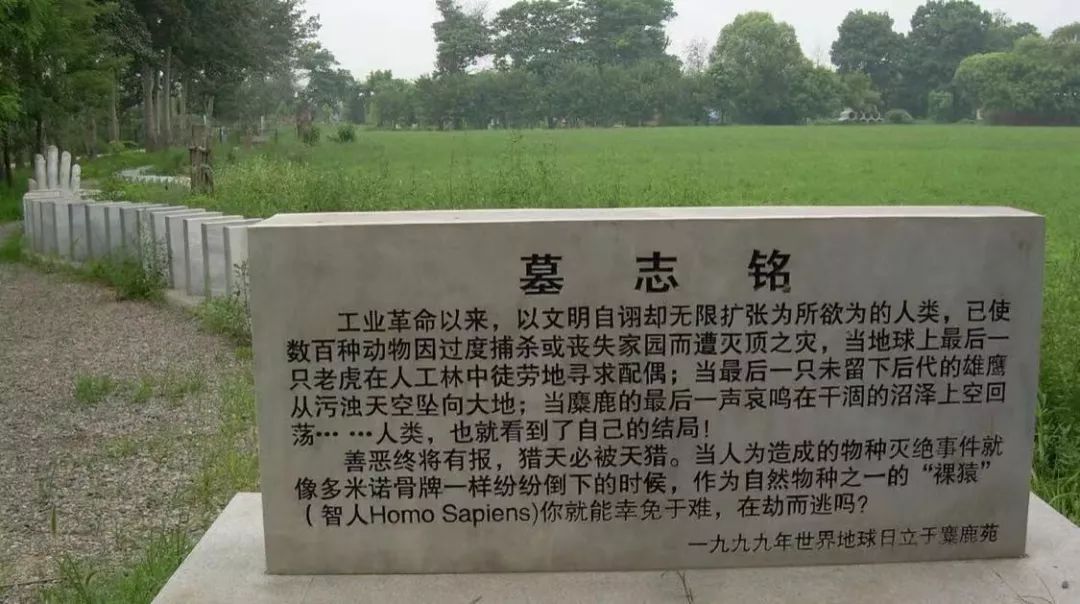 墓志铭
工业革命以来，以文明自诩却无限扩张为所欲为的人类，已使
数百种动物因过度捕杀或丧失家园而遭灭顶之灾，当地球上最后一
只老虎在人工林中徒劳地寻求配偶；当最后一只未留下后代的雄鹰
从污浊天空坠向大地；当麋鹿的最后一声哀鸣在干涸的沼泽上空回
荡… …人类，也就看到了自己的结局！
善恶终将有报，猎天必被天猎。当人为造成的物种灭绝事件就
像多米诺骨牌一样纷纷倒下的时候，作为自然物种之一的“裸猿”
（智人Homo Sapiens)你就能幸免于难，在劫而逃吗？
一九九九年世界地球日立于麋鹿苑